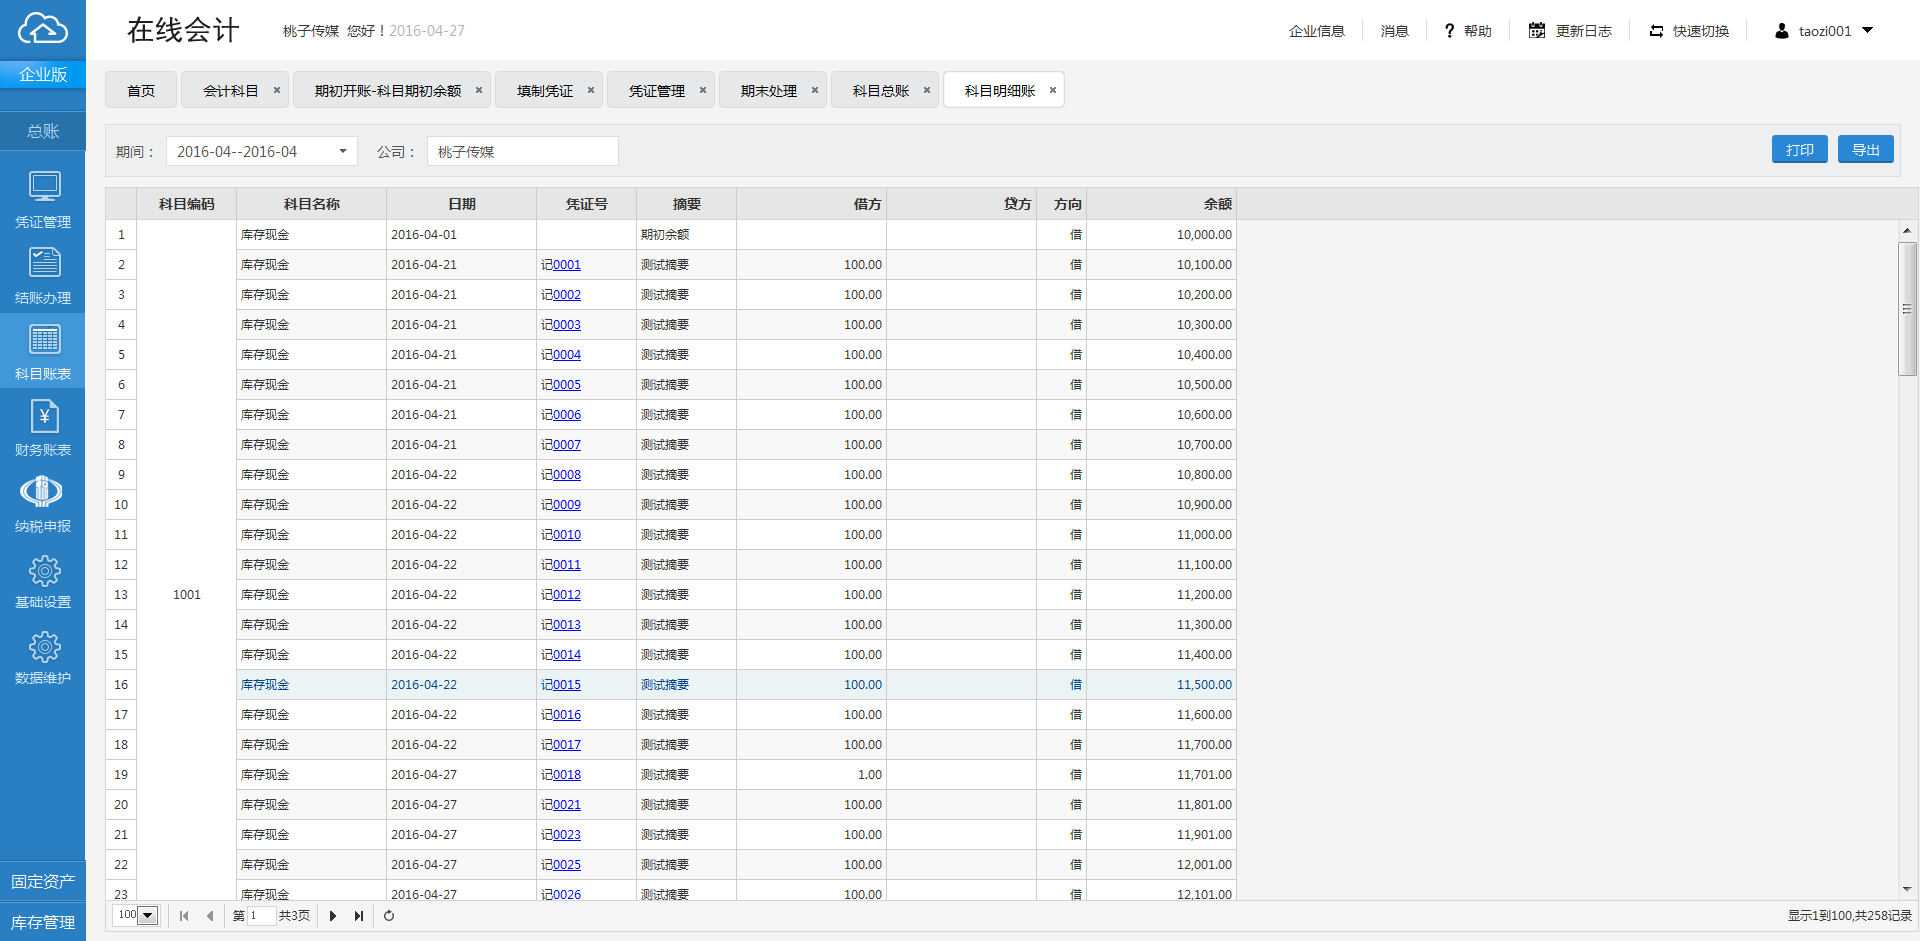 在线会计 桃子传媒 您好！2016-04-27 企业信息 消息 ? 帮助 更新日志 快速切换 taozi001
企业版
总账
凭证管理
结账办理
科目账表
财务账表
纳税申报
基础设置
数据维护
固定资产
库存管理
首页 会计科目 × 期初开账-科目期初余额 × 填制凭证 × 凭证管理 × 期末处理 × 科目总账 × 科目明细账 ×
期间： 2016-04--2016-04 公司： 桃子传媒 打印 导出
科目编码 科目名称 日期 凭证号 摘要 借方 贷方 方向 余额
1 库存现金 2016-04-01 期初余额 借 10,000.00
2 库存现金 2016-04-21 记0001 测试摘要 100.00 借 10,100.00
3 库存现金 2016-04-21 记0002 测试摘要 100.00 借 10,200.00
4 库存现金 2016-04-21 记0003 测试摘要 100.00 借 10,300.00
5 库存现金 2016-04-21 记0004 测试摘要 100.00 借 10,400.00
6 库存现金 2016-04-21 记0005 测试摘要 100.00 借 10,500.00
7 库存现金 2016-04-21 记0006 测试摘要 100.00 借 10,600.00
8 库存现金 2016-04-21 记0007 测试摘要 100.00 借 10,700.00
9 库存现金 2016-04-22 记0008 测试摘要 100.00 借 10,800.00
10 库存现金 2016-04-22 记0009 测试摘要 100.00 借 10,900.00
11 库存现金 2016-04-22 记0010 测试摘要 100.00 借 11,000.00
12 库存现金 2016-04-22 记0011 测试摘要 100.00 借 11,100.00
13 1001 库存现金 2016-04-22 记0012 测试摘要 100.00 借 11,200.00
14 库存现金 2016-04-22 记0013 测试摘要 100.00 借 11,300.00
15 库存现金 2016-04-22 记0014 测试摘要 100.00 借 11,400.00
16 库存现金 2016-04-22 记0015 测试摘要 100.00 借 11,500.00
17 库存现金 2016-04-22 记0016 测试摘要 100.00 借 11,600.00
18 库存现金 2016-04-22 记0017 测试摘要 100.00 借 11,700.00
19 库存现金 2016-04-27 记0018 测试摘要 1.00 借 11,701.00
20 库存现金 2016-04-27 记0021 测试摘要 100.00 借 11,801.00
21 库存现金 2016-04-27 记0023 测试摘要 100.00 借 11,901.00
22 库存现金 2016-04-27 记0025 测试摘要 100.00 借 12,001.00
23 库存现金 2016-04-27 记0026 测试摘要 100.00 借 12,101.00
100 第 1 共3页 显示1到100,共258记录